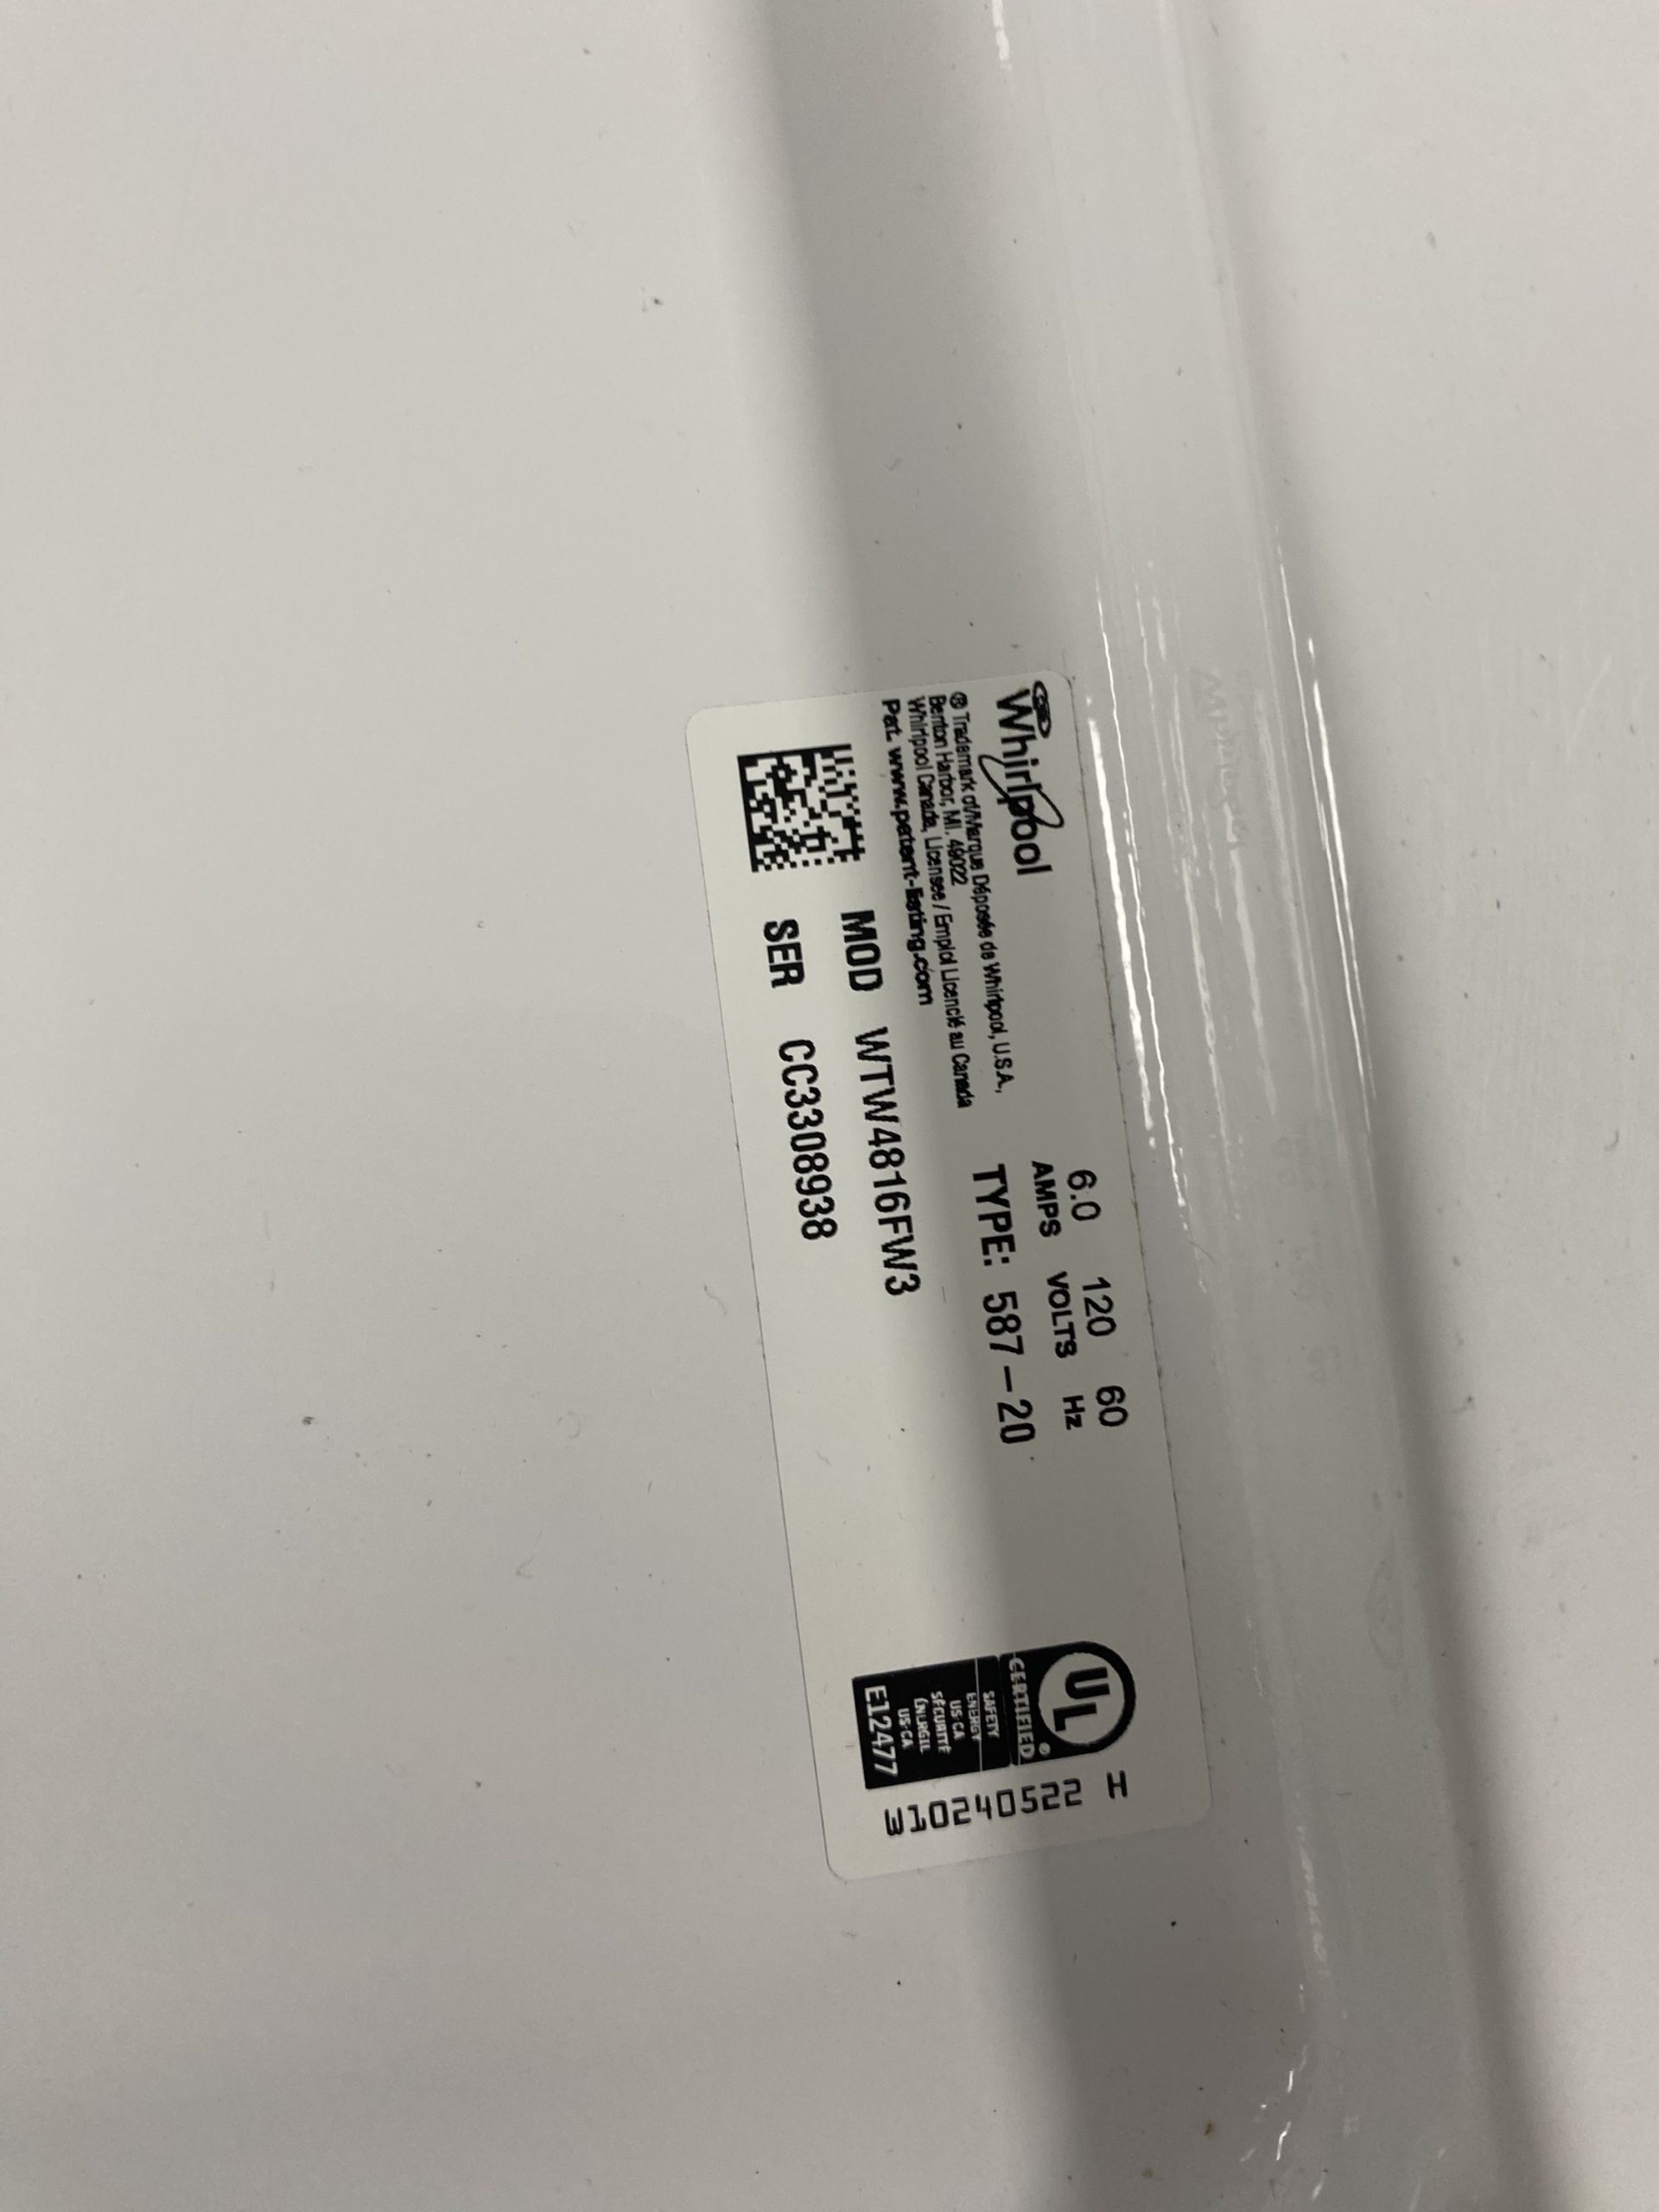 Whirlpool
® Trademark of/Marque Déposée de Whirlpool, U.S.A.,
Benton Harbor, MI. 49022
Whirlpool Canada, Licensee / Emploi Licencié au Canada
Pat. www.patent-listing.com
6.0 120 60
AMPS VOLTS Hz
TYPE: 587-20
MOD WTW4816FW3
SER CC3308938
UL
CERTIFIED®
SAFETY
ENERGY
US-CA
SÉCURITÉ
ÉNERGIE
US-CA
E12477
W10240522 H